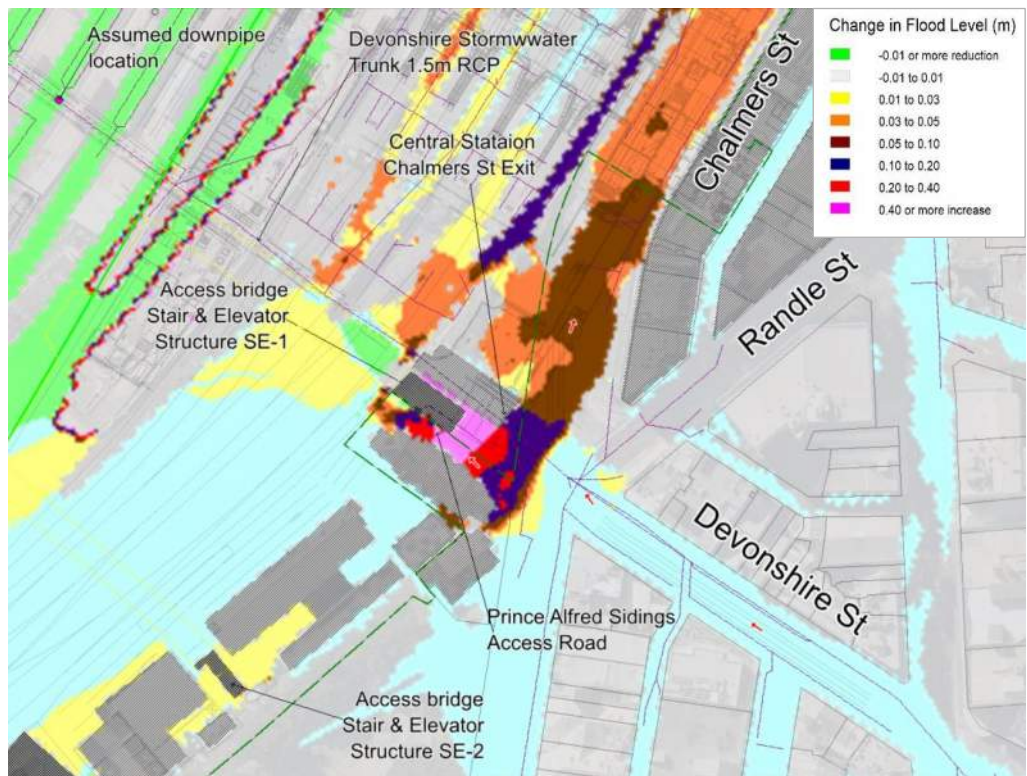 Assumed downpipe
location
Devonshire Stormwwater
Trunk 1.5m RCP
Central Stataion
Chalmers St Exit
Chalmers St
Change in Flood Level (m)
-0.01 or more reduction
-0.01 to 0.01
0.01 to 0.03
0.03 to 0.05
0.05 to 0.10
0.10 to 0.20
0.20 to 0.40
0.40 or more increase
Randle St
Access bridge
Stair & Elevator
Structure SE-1
Devonshire St
Prince Alfred Sidings
Access Road
Access bridge
Stair & Elevator
Structure SE-2